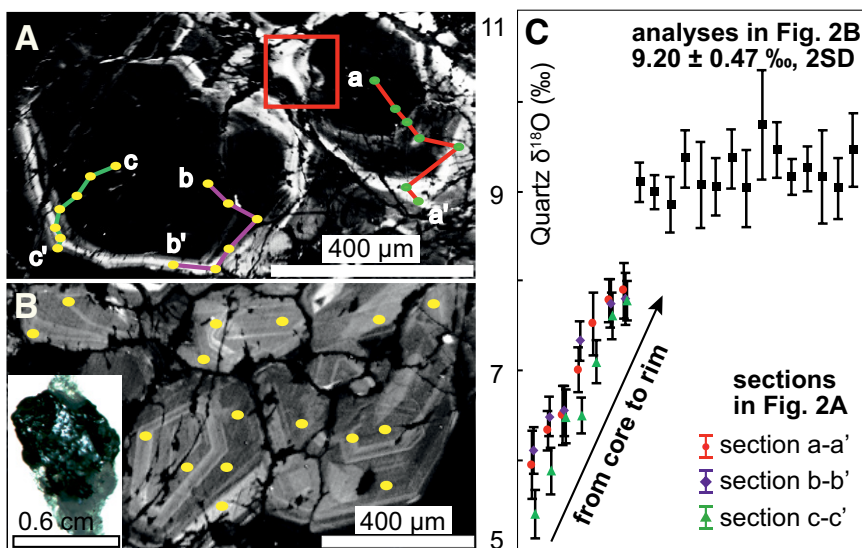 A
a
a'
b
b'
c
c'
400 µm
B
0.6 cm
400 µm
C
11
9
7
5
Quartz δ¹⁸O (‰)
analyses in Fig. 2B
9.20 ± 0.47 ‰, 2SD
from core to rim
sections
in Fig. 2A
section a-a’
section b-b’
section c-c’